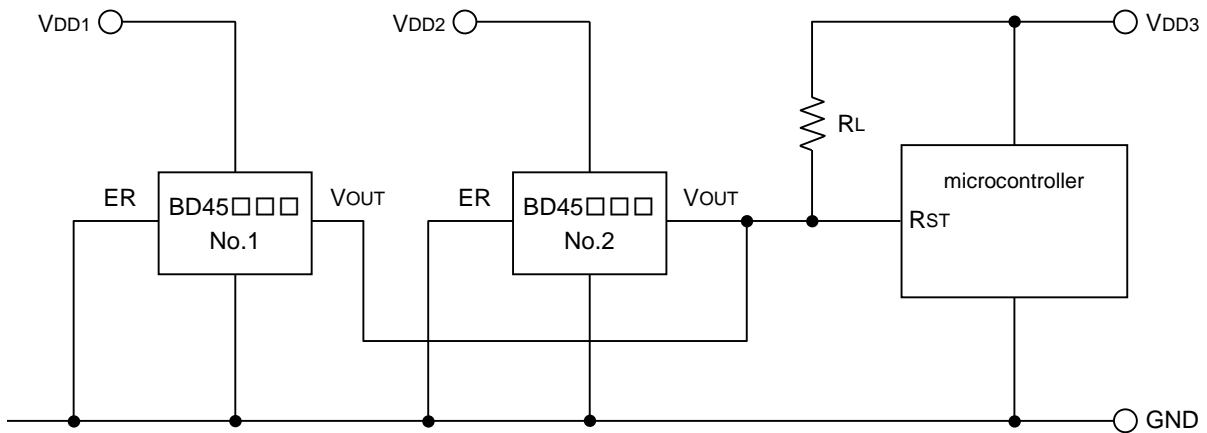 VDD1
VDD2
VDD3
RL
microcontroller
ER
BD45□□□
No.1
VOUT
ER
BD45□□□
No.2
VOUT
RST
GND